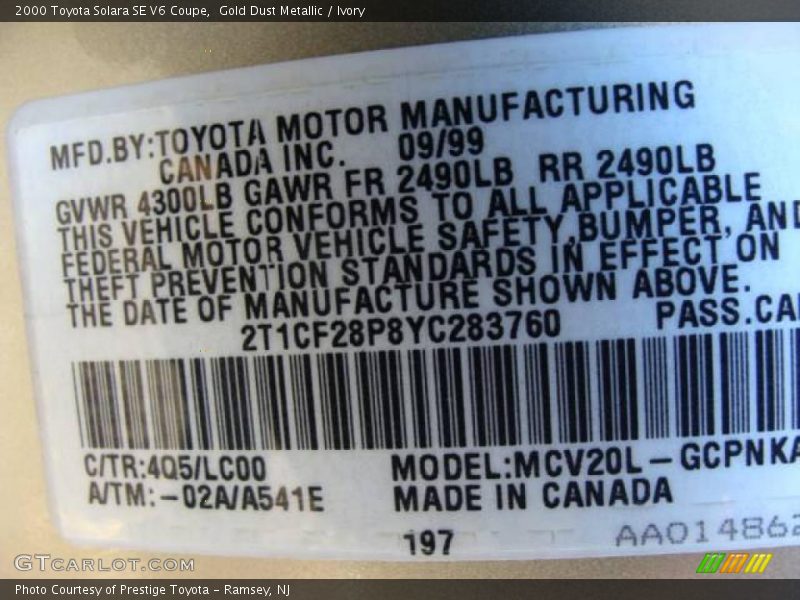 2000 Toyota Solara SE V6 Coupe,  Gold Dust Metallic / Ivory
MFD.BY:TOYOTA MOTOR MANUFACTURING
CANADA INC.  09/99
GVWR 4300LB GAWR FR 2490LB  RR 2490LB
THIS VEHICLE CONFORMS TO ALL APPLICABLE
FEDERAL MOTOR VEHICLE SAFETY,BUMPER, AND
THEFT PREVENTION STANDARDS IN EFFECT ON
THE DATE OF MANUFACTURE SHOWN ABOVE.
2T1CF28P8YC283760  PASS.CA
C/TR:4Q5/LC00  MODEL:MCV20L-GCPNKA
A/TM:-02A/A541E  MADE IN CANADA
197  AA014862
GTCARLOT.COM
Photo Courtesy of Prestige Toyota - Ramsey, NJ